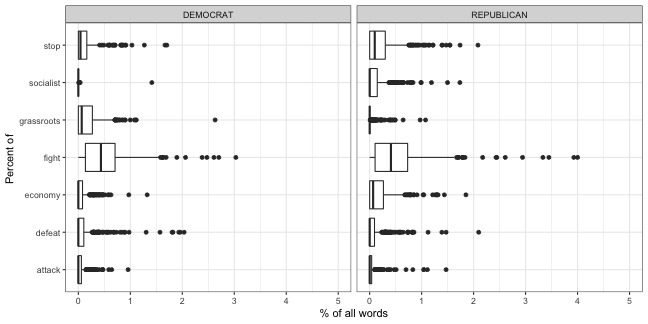 DEMOCRAT REPUBLICAN
stop
socialist
grassroots
fight
economy
defeat
attack
Percent of
0 1 2 3 4 5 0 1 2 3 4 5
% of all words